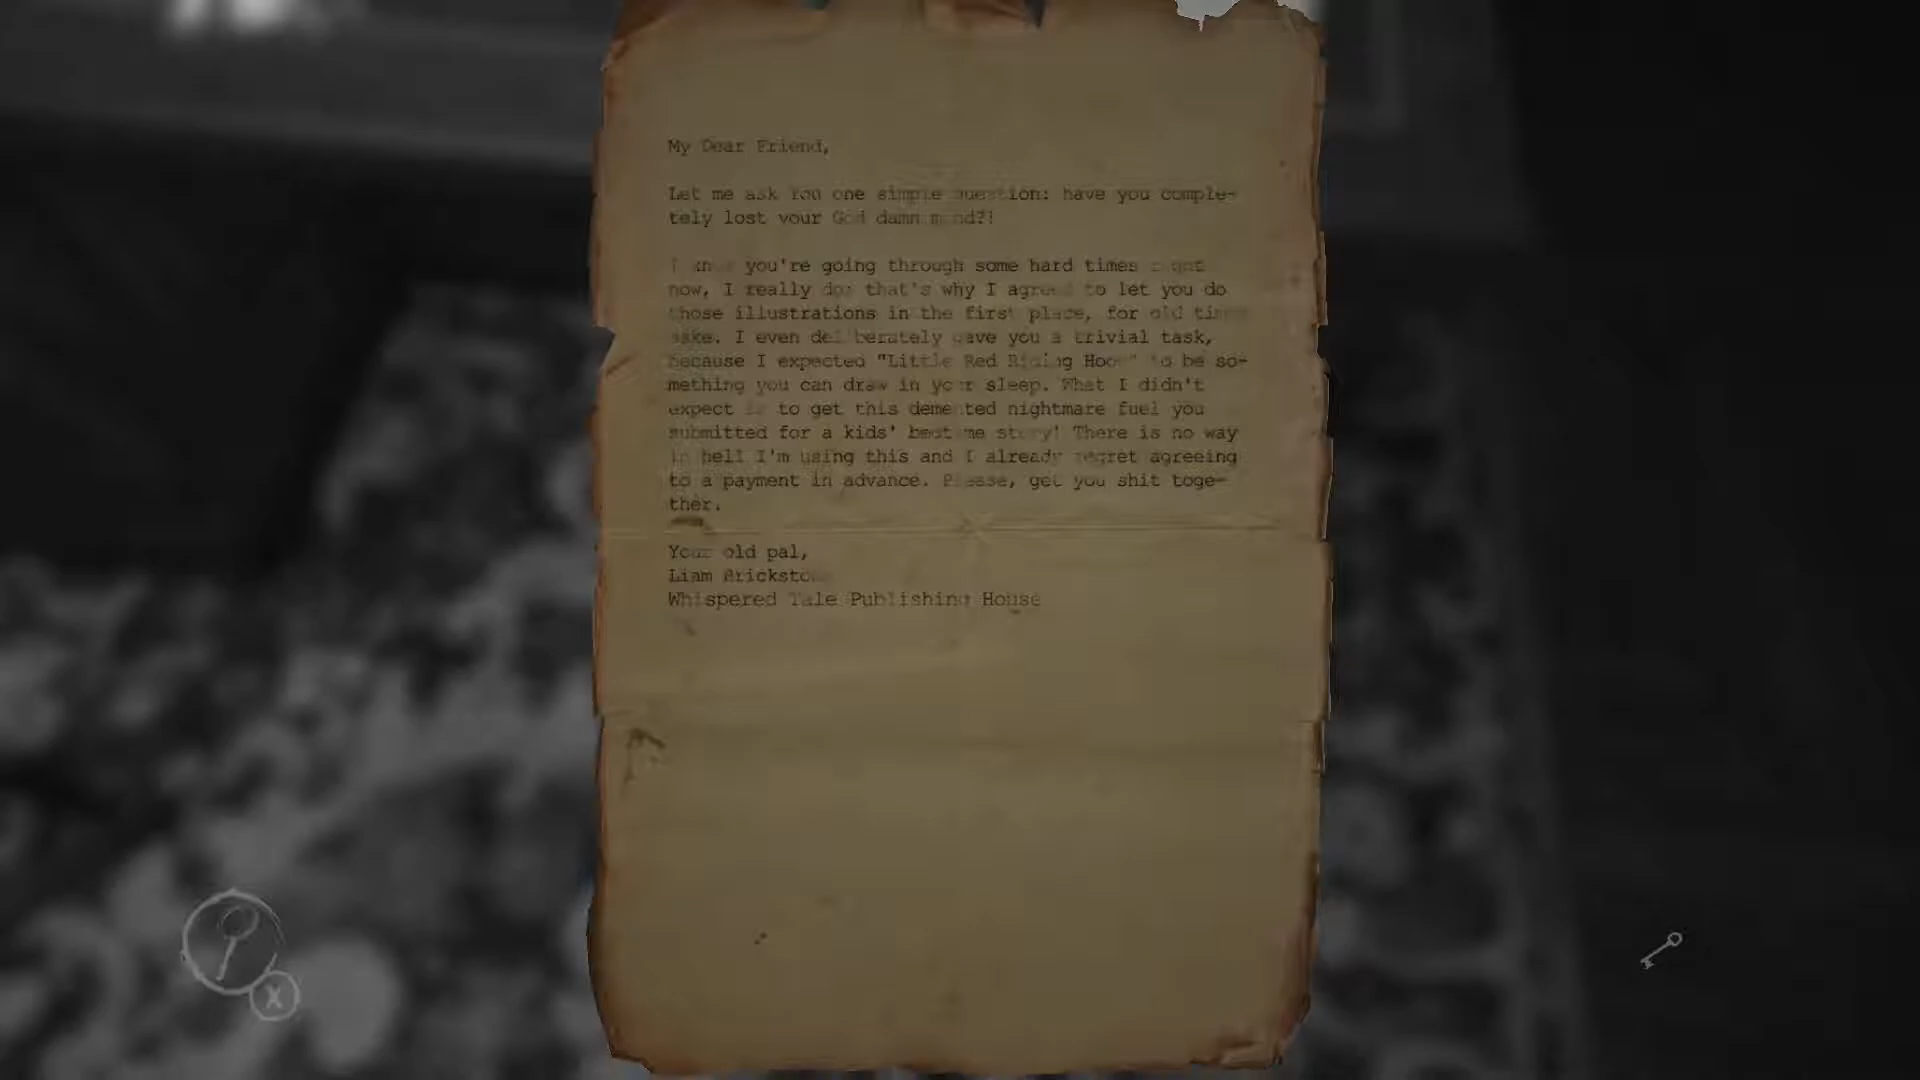 My Dear Friend,
Let me ask You one simple question: have you comple-
tely lost your God damn mind?!
I know you're going through some hard times right
now, I really do; that's why I agreed to let you do
those illustrations in the first place, for old times
sake. I even deliberately gave you a trivial task,
because I expected "Little Red Riding Hood" to be so-
mething you can draw in your sleep. What I didn't
expect is to get this demented nightmare fuel you
submitted for a kids' bedtime story! There is no way
in hell I'm using this and I already regret agreeing
to a payment in advance. Please, get you shit toge-
ther.
Your old pal,
Liam
Whispered Tale Publishing House
X